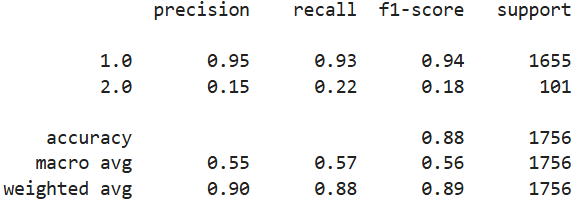 precision recall f1-score support
1.0 0.95 0.93 0.94 1655
2.0 0.15 0.22 0.18 101
accuracy 0.88 1756
macro avg 0.55 0.57 0.56 1756
weighted avg 0.90 0.88 0.89 1756